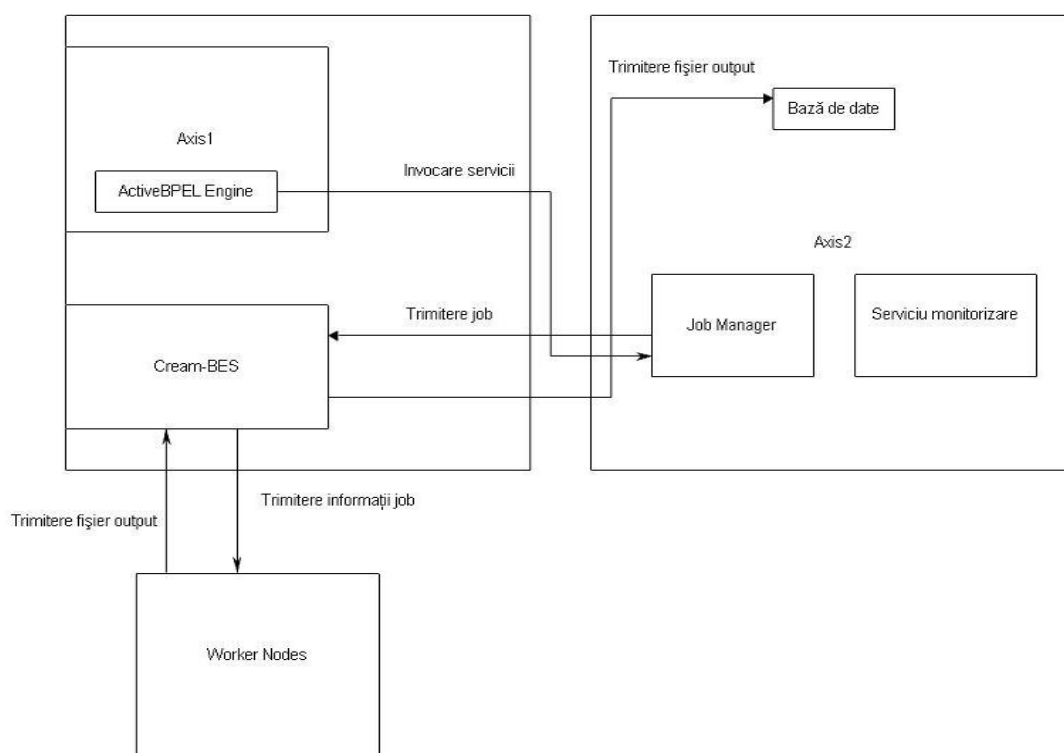 Trimitere fişier output
Bază de date
Axis1
Invocare servicii
ActiveBPEL Engine
Axis2
Trimitere job
Job Manager
Serviciu monitorizare
Cream-BES
Trimitere informaţii job
Trimitere fişier output
Worker Nodes